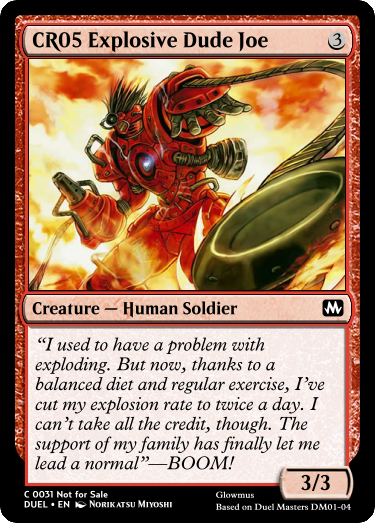 CR05 Explosive Dude Joe 3
Creature — Human Soldier
“I used to have a problem with
exploding. But now, thanks to a
balanced diet and regular exercise, I’ve
cut my explosion rate to twice a day. I
can’t take all the credit, though. The
support of my family has finally let me
lead a normal”—BOOM!
3/3
C 0031 Not for Sale
DUEL • EN NORIKATSU MIYOSHI
Glowmus
Based on Duel Masters DM01-04